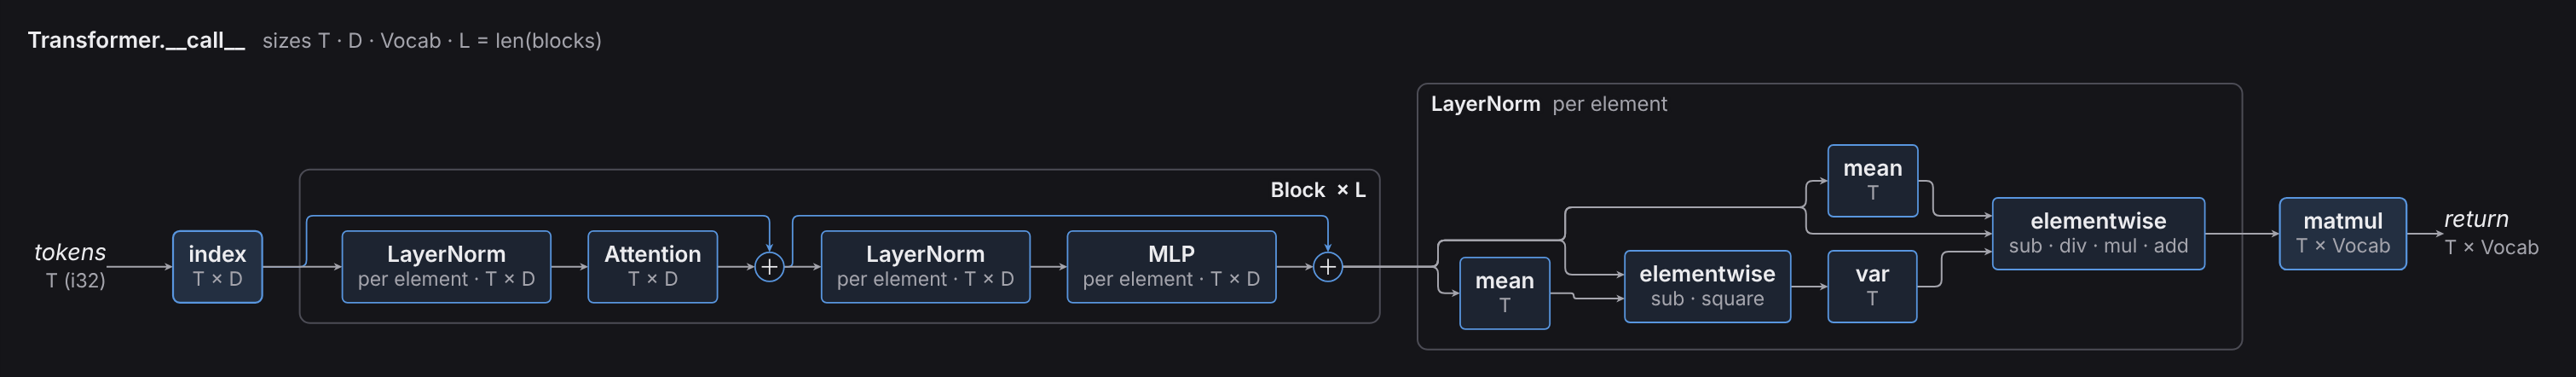 Transformer.__call__ sizes T · D · Vocab · L = len(blocks)
tokens
T (i32)
index
T × D
Block × L
LayerNorm
per element · T × D
Attention
T × D
LayerNorm
per element · T × D
MLP
per element · T × D
LayerNorm per element
mean
T
elementwise
sub · square
mean
T
var
T
elementwise
sub · div · mul · add
matmul
T × Vocab
return
T × Vocab